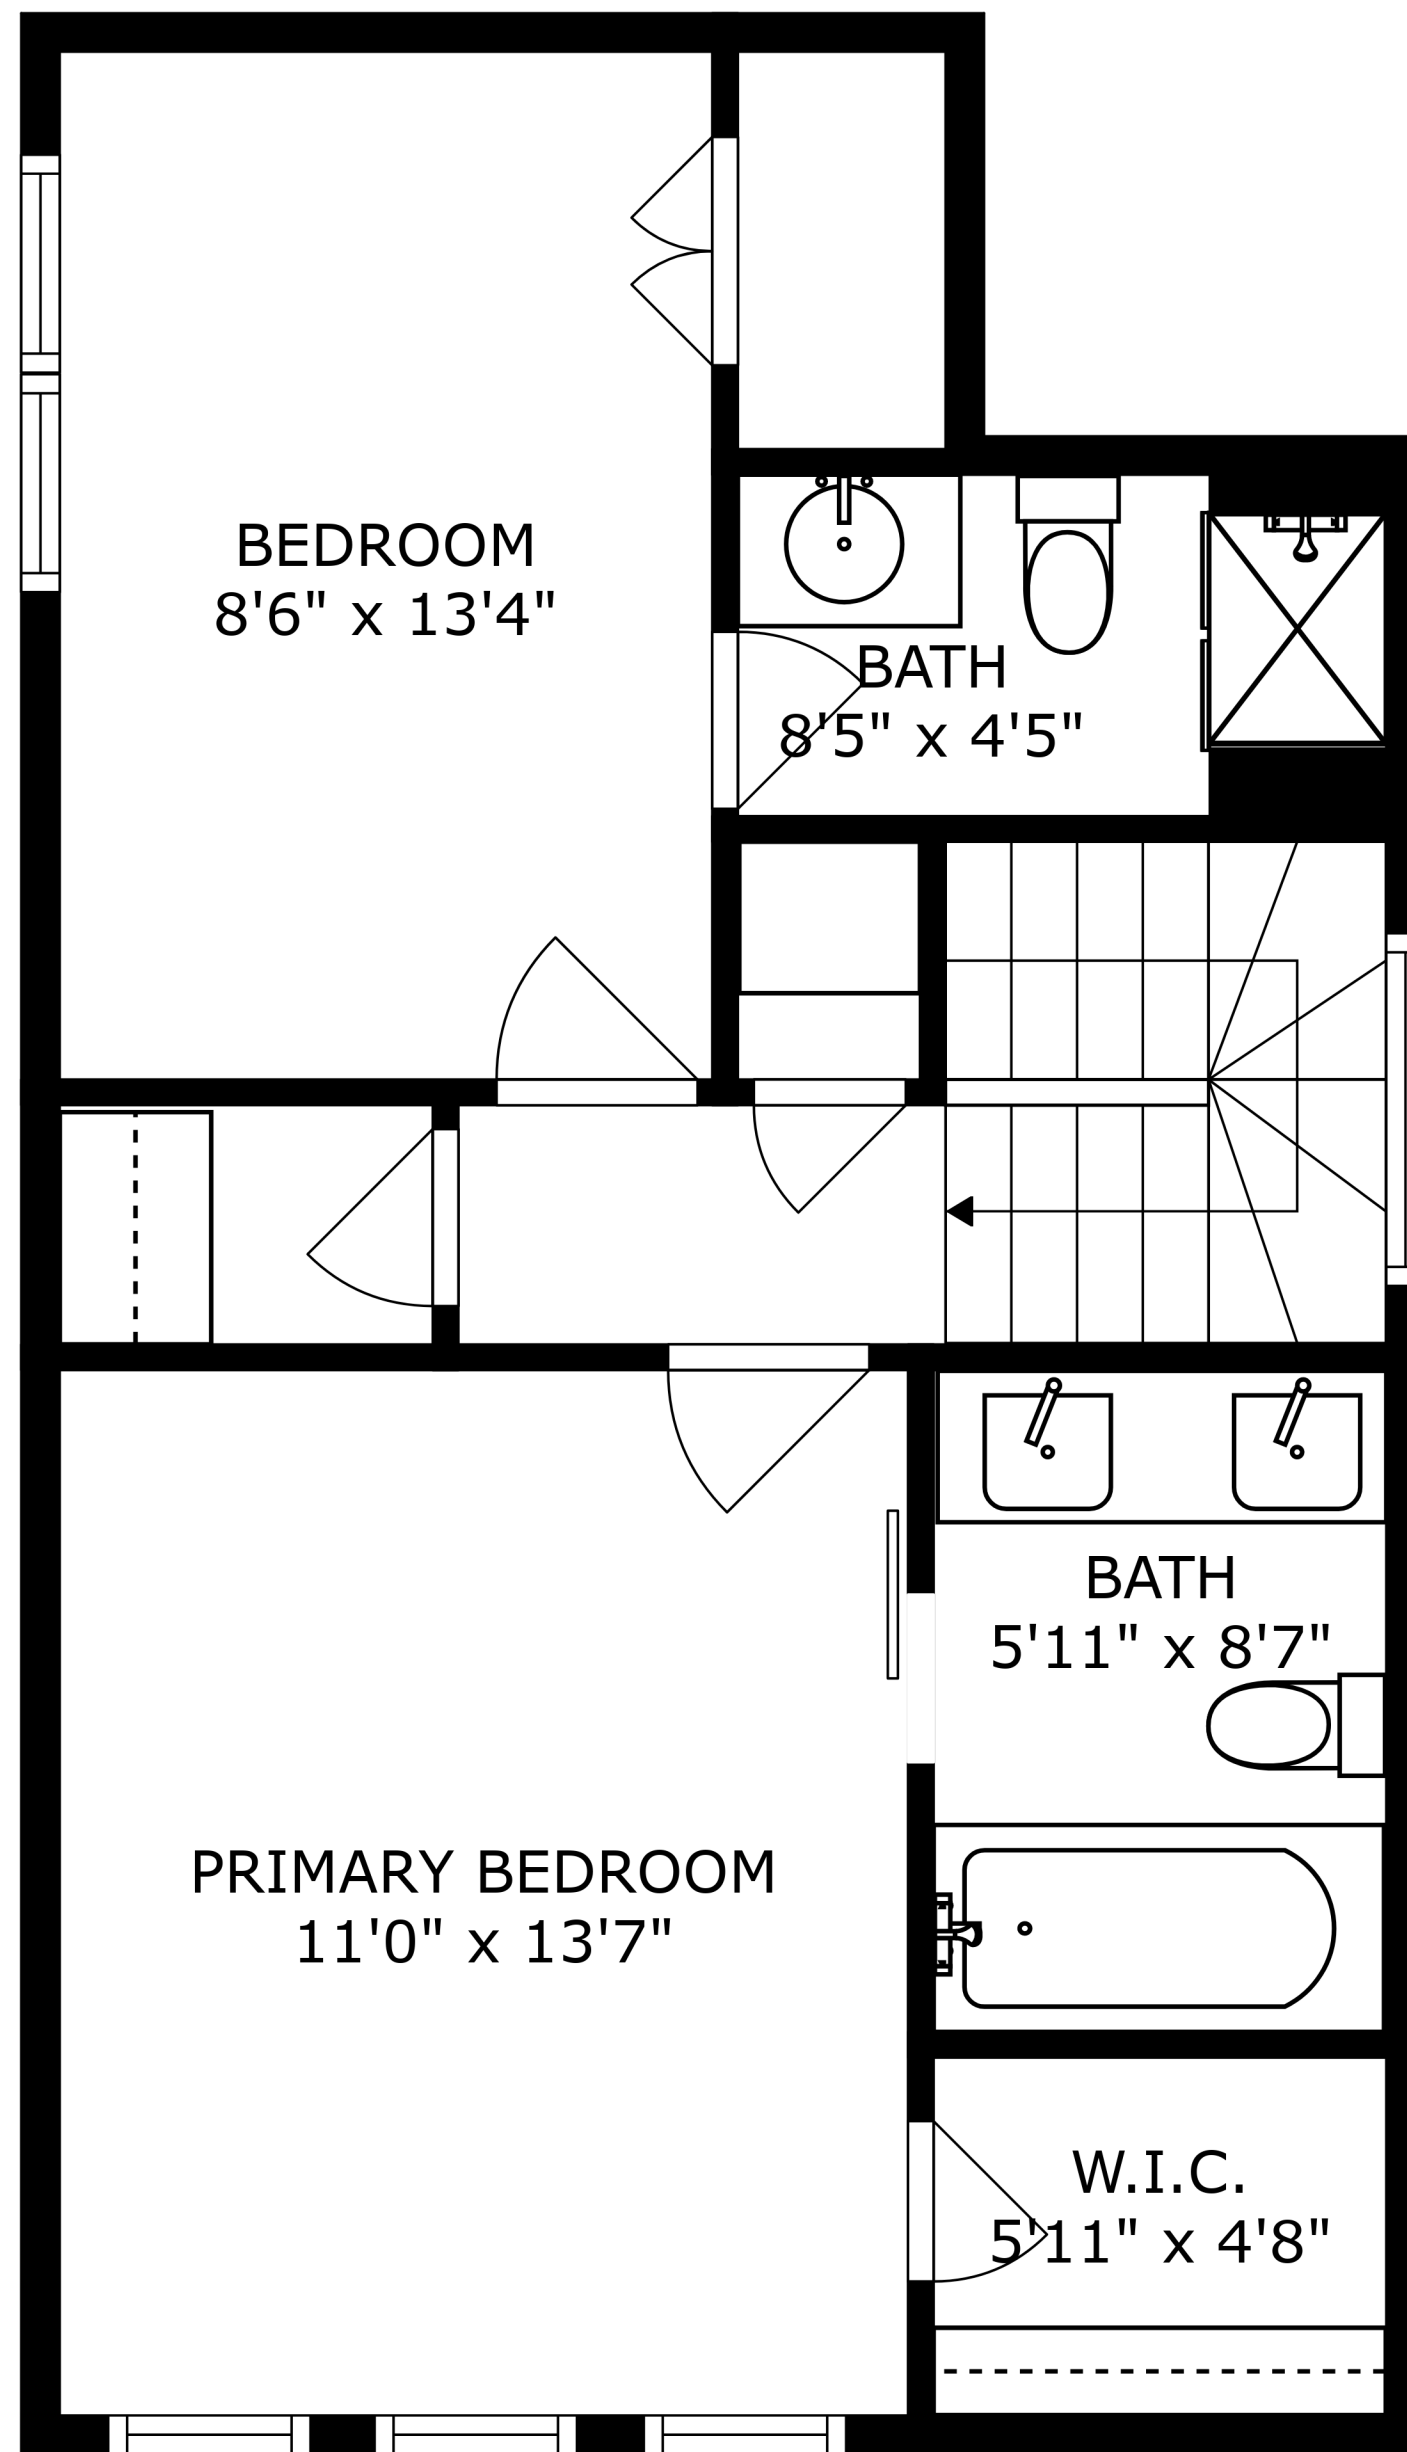 BEDROOM
8'6" x 13'4"
BATH
8'5" x 4'5"
BATH
5'11" x 8'7"
PRIMARY BEDROOM
11'0" x 13'7"
W.I.C.
5'11" x 4'8"